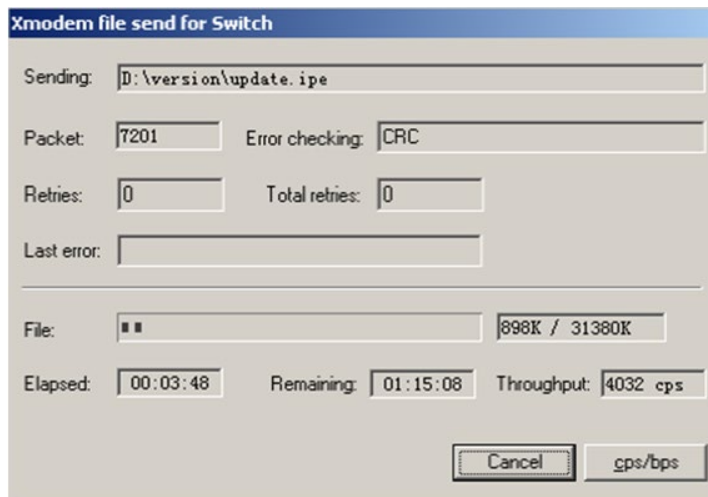 Xmodem file send for Switch
Sending: D:\version\update.ipe
Packet: 7201 Error checking: CRC
Retries: 0 Total retries: 0
Last error:
File: 898K / 31380K
Elapsed: 00:03:48 Remaining: 01:15:08 Throughput: 4032 cps
Cancel cps/bps